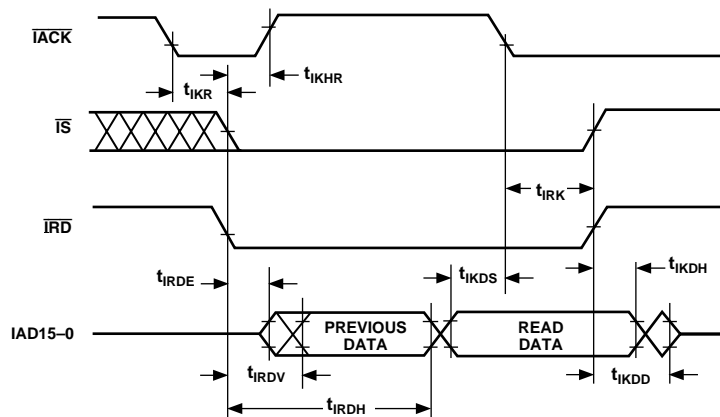 IACK
tIKHR
tIKR
IS
tIRK
IRD
tIRDE
tIKDS
tIKDH
IAD15–0
PREVIOUS
DATA
READ
DATA
tIRDV
tIKDD
tIRDH